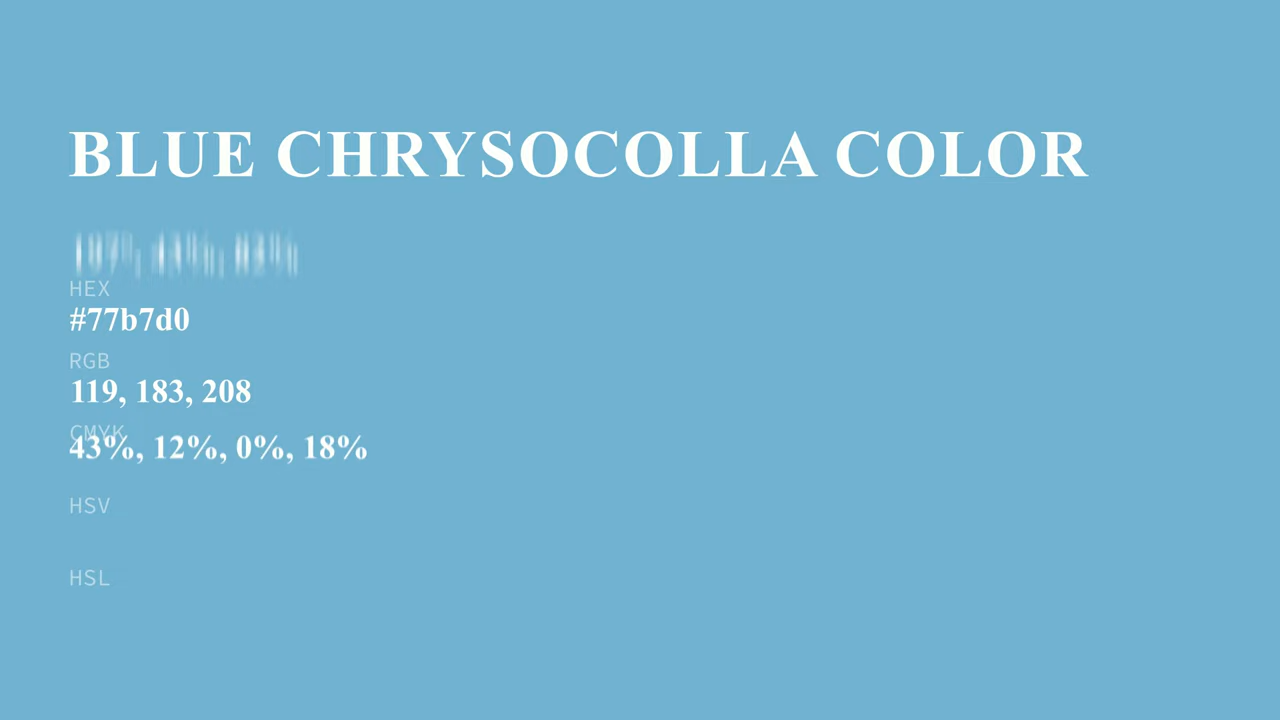 BLUE CHRYSOCOLLA COLOR
HEX
#77b7d0
RGB
119, 183, 208
CMYK
43%, 12%, 0%, 18%
HSV
HSL